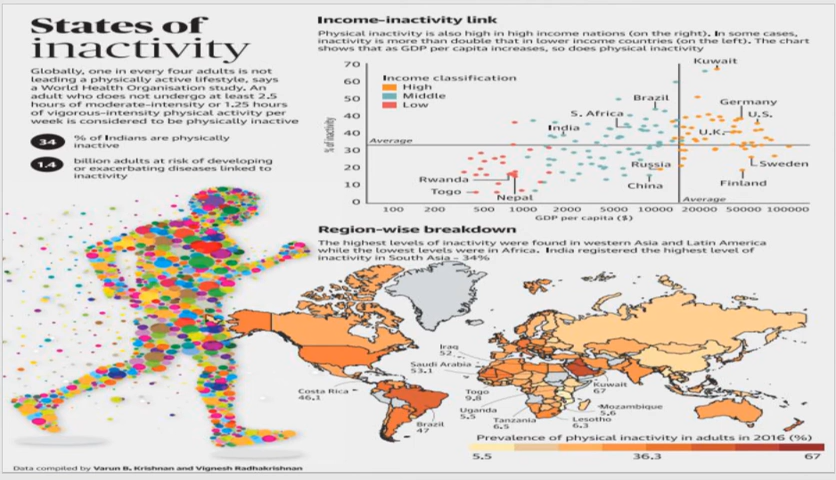 States of
inactivity
Globally, one in every four adults is not
leading a physically active lifestyle, says
a World Health Organisation study. An
adult who does not undergo at least 2.5
hours of moderate-intensity or 1.25 hours
of vigorous-intensity physical activity per
week is considered to be physically inactive
34 % of Indians are physically
inactive
1.4 billion adults at risk of developing
or exacerbating diseases linked to
inactivity
Income-inactivity link
Physical inactivity is also high in high income nations (on the right). In some cases,
inactivity is more than double that in lower income countries (on the left). The chart
shows that as GDP per capita increases, so does physical inactivity
70
60
50
40
30
20
10
0
% of inactivity
Income classification
High
Middle
Low
Average
Kuwait
Brazil
Germany
S. Africa
U.S.
India
U.K.
Russia
Sweden
Rwanda
China
Finland
Togo
Nepal
Average
100 200 500 1000 2000 5000 10000 20000 50000 100000
GDP per capita ($)
Region-wise breakdown
The highest levels of inactivity were found in western Asia and Latin America
while the lowest levels were in Africa. India registered the highest level of
inactivity in South Asia - 34%
Iraq
52
Saudi Arabia
53.1
Costa Rica
46.1
Brazil
47
Togo
9.8
Uganda
5.5
Tanzania
6.5
Kuwait
67
Mozambique
5.6
Lesotho
6.3
Prevalence of physical inactivity in adults in 2016 (%)
5.5 36.3 67
Data compiled by Varun B. Krishnan and Vignesh Radhakrishnan